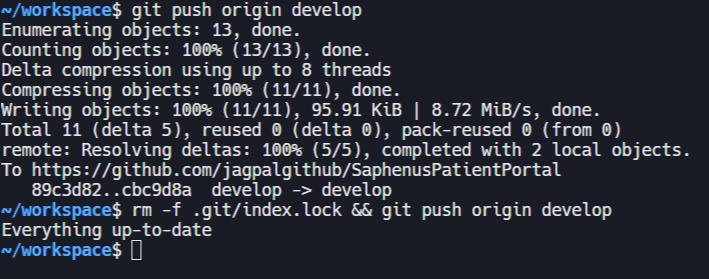 ~/workspace$ git push origin develop
Enumerating objects: 13, done.
Counting objects: 100% (13/13), done.
Delta compression using up to 8 threads
Compressing objects: 100% (11/11), done.
Writing objects: 100% (11/11), 95.91 KiB | 8.72 MiB/s, done.
Total 11 (delta 5), reused 0 (delta 0), pack-reused 0 (from 0)
remote: Resolving deltas: 100% (5/5), completed with 2 local objects.
To https://github.com/jagpalgithub/SaphenusPatientPortal
   89c3d82..cbc9d8a  develop -> develop
~/workspace$ rm -f .git/index.lock && git push origin develop
Everything up-to-date
~/workspace$